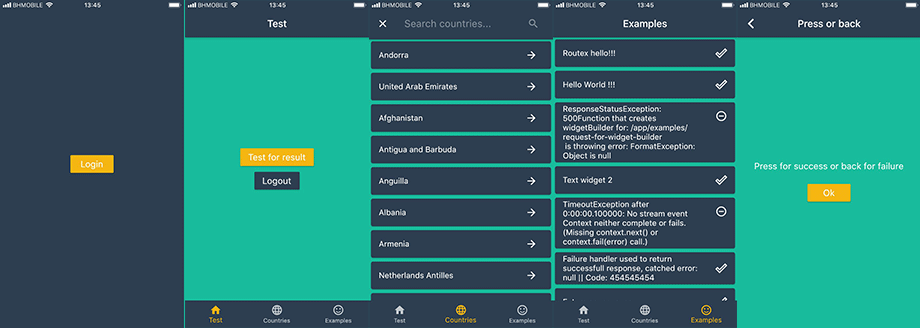 BHMOBILE 13:45
Login
BHMOBILE 13:45
Test
Test for result
Logout
Test Countries Examples
BHMOBILE 13:45
Search countries...
Andorra
United Arab Emirates
Afghanistan
Antigua and Barbuda
Anguilla
Albania
Armenia
Netherlands Antilles
Test Countries Examples
BHMOBILE 13:45
Examples
Routex hello!!!
Hello World !!!
ResponseStatusException:
500Function that creates
widgetBuilder for: /app/examples/
request-for-widget-builder
is throwing error: FormatException:
Object is null
Text widget 2
TimeoutException after
0:00:00.100000: No stream event
Context neither complete or fails.
(Missing context.next() or
context.fail(error) call.)
Failure handler used to return
successfull response, catched error:
null || Code: 454545454
Test Countries Examples
BHMOBILE 13:45
Press or back
Press for success or back for failure
Ok